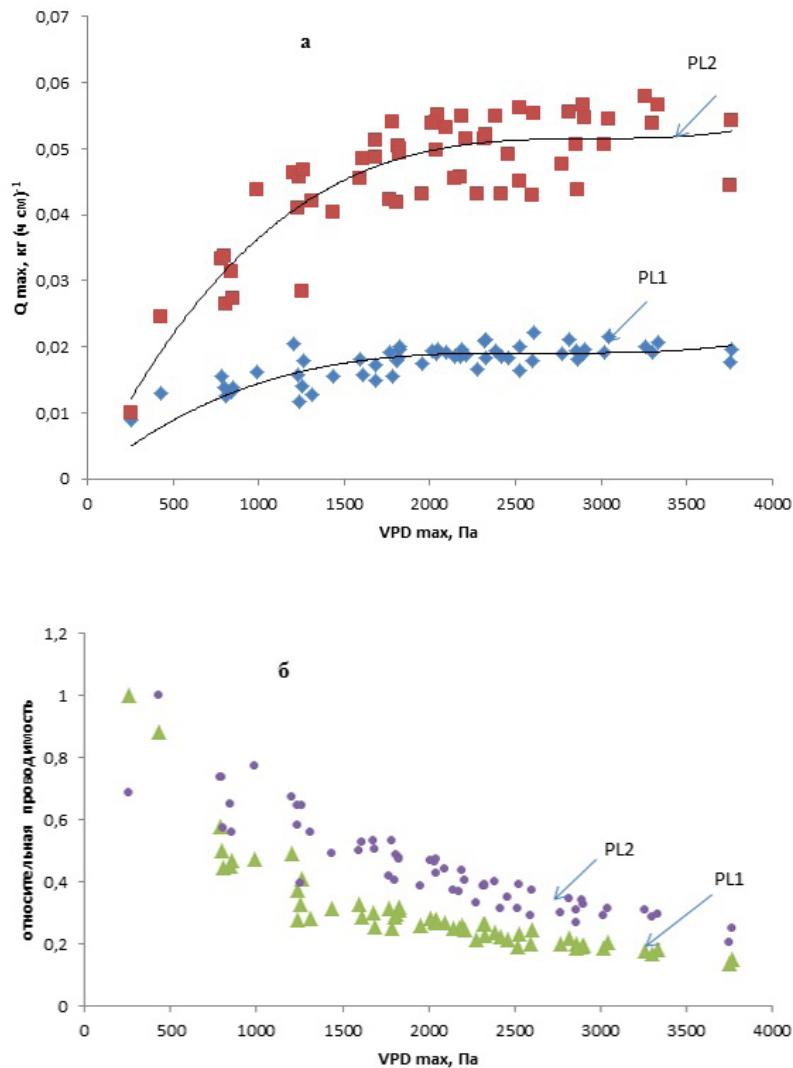 0,07
а
PL2
0,06
0,05
0,04
Q max, кг (ч см)⁻¹
PL1
0,03
0,02
0,01
0
0 500 1000 1500 2000 2500 3000 3500 4000
VPD max, Па
1,2
б
1
0,8
относительная проводимость
0,6
PL2
PL1
0,4
0,2
0
0 500 1000 1500 2000 2500 3000 3500 4000
VPD max, Па